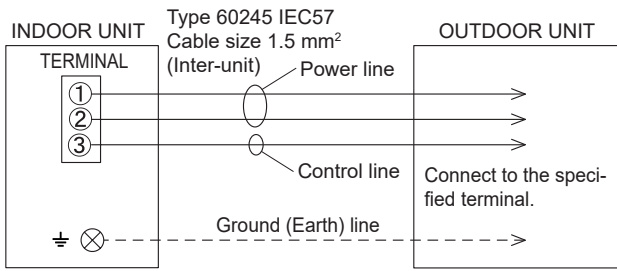 INDOOR UNIT
TERMINAL
1
2
3
Type 60245 IEC57
Cable size 1.5 mm²
(Inter-unit)
Power line
Control line
Ground (Earth) line
OUTDOOR UNIT
Connect to the speci-
fied terminal.